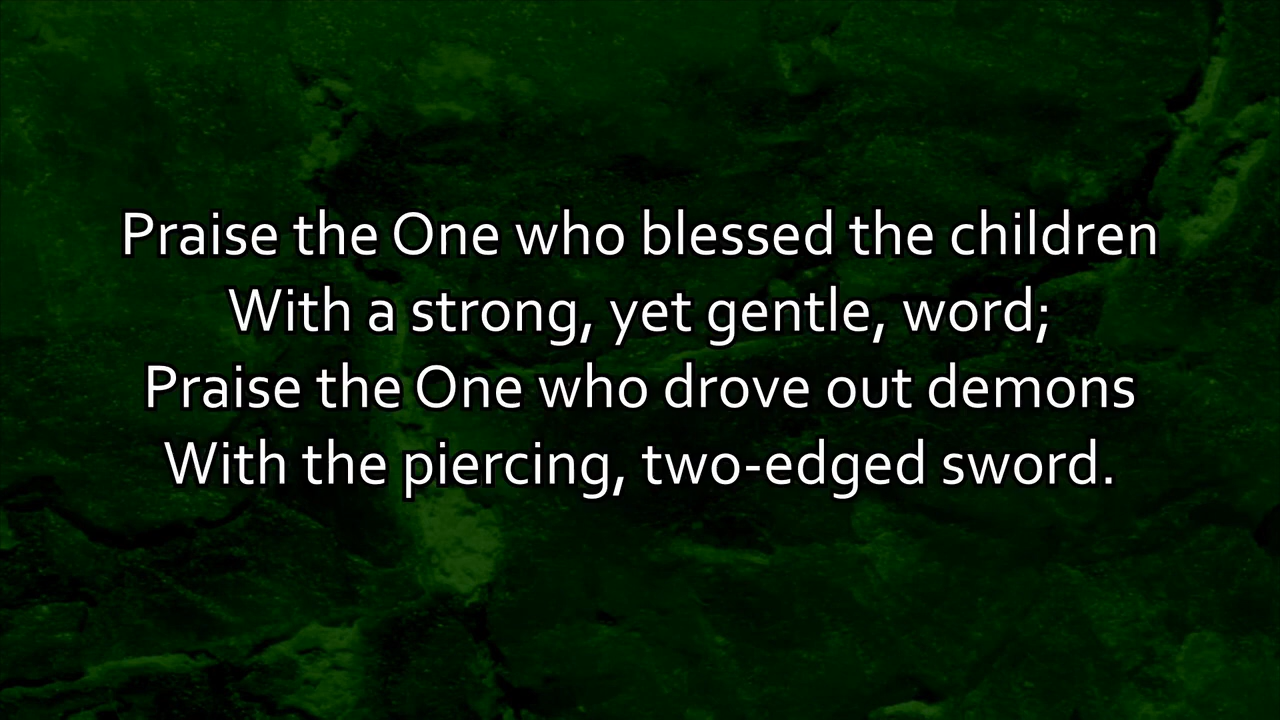 Praise the One who blessed the children
With a strong, yet gentle, word;
Praise the One who drove out demons
With the piercing, two-edged sword.